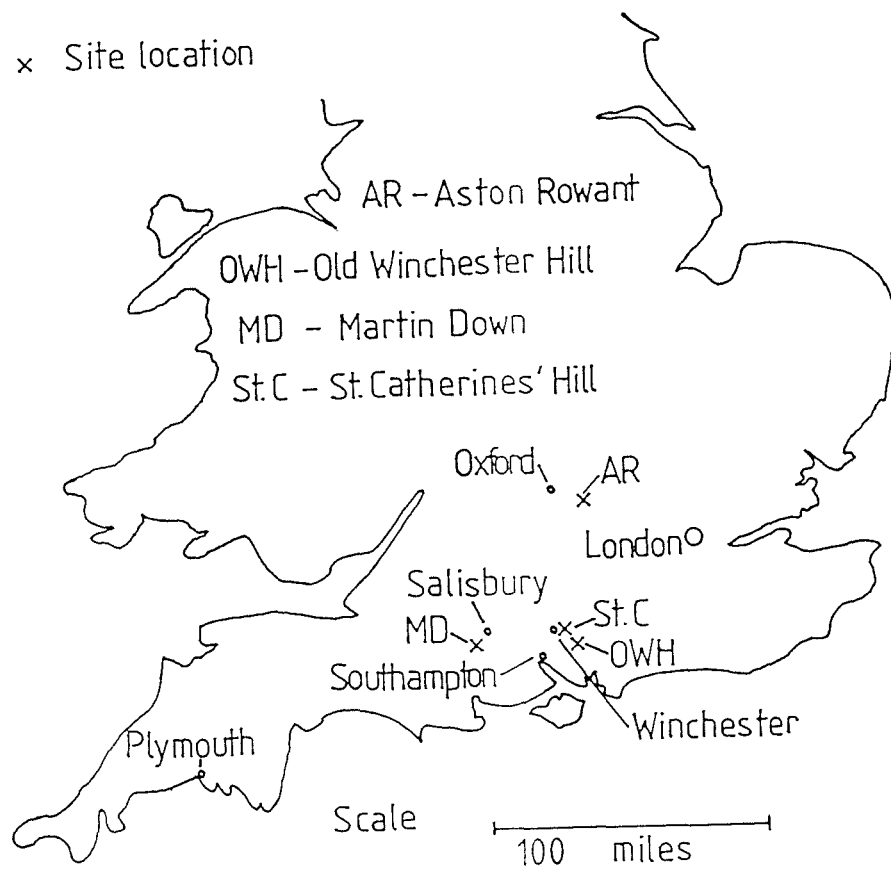 × Site location
AR – Aston Rowant
OWH – Old Winchester Hill
MD – Martin Down
St.C – St.Catherines' Hill
Oxford
AR
London
Salisbury
St.C
MD
OWH
Southampton
Winchester
Plymouth
Scale
100 miles